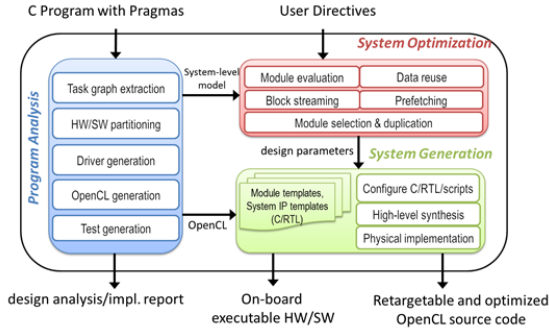 C Program with Pragmas
User Directives
System Optimization
Program Analysis
Task graph extraction
HW/SW partitioning
Driver generation
OpenCL generation
Test generation
System-level
model
Module evaluation
Data reuse
Block streaming
Prefetching
Module selection & duplication
design parameters
System Generation
OpenCL
Module templates,
System IP templates
(C/RTL)
Configure C/RTL/scripts
High-level synthesis
Physical implementation
design analysis/impl. report
On-board
executable HW/SW
Retargetable and optimized
OpenCL source code